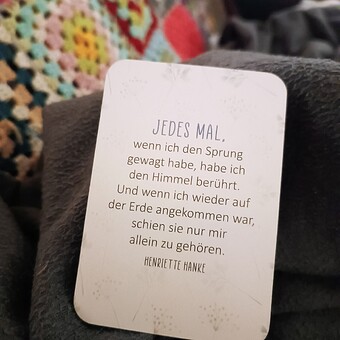 JEDES MAL,
wenn ich den Sprung
gewagt habe, habe ich
den Himmel berührt.
Und wenn ich wieder auf
der Erde angekommen war,
schien sie nur mir
allein zu gehören.
HENRIETTE HANKE